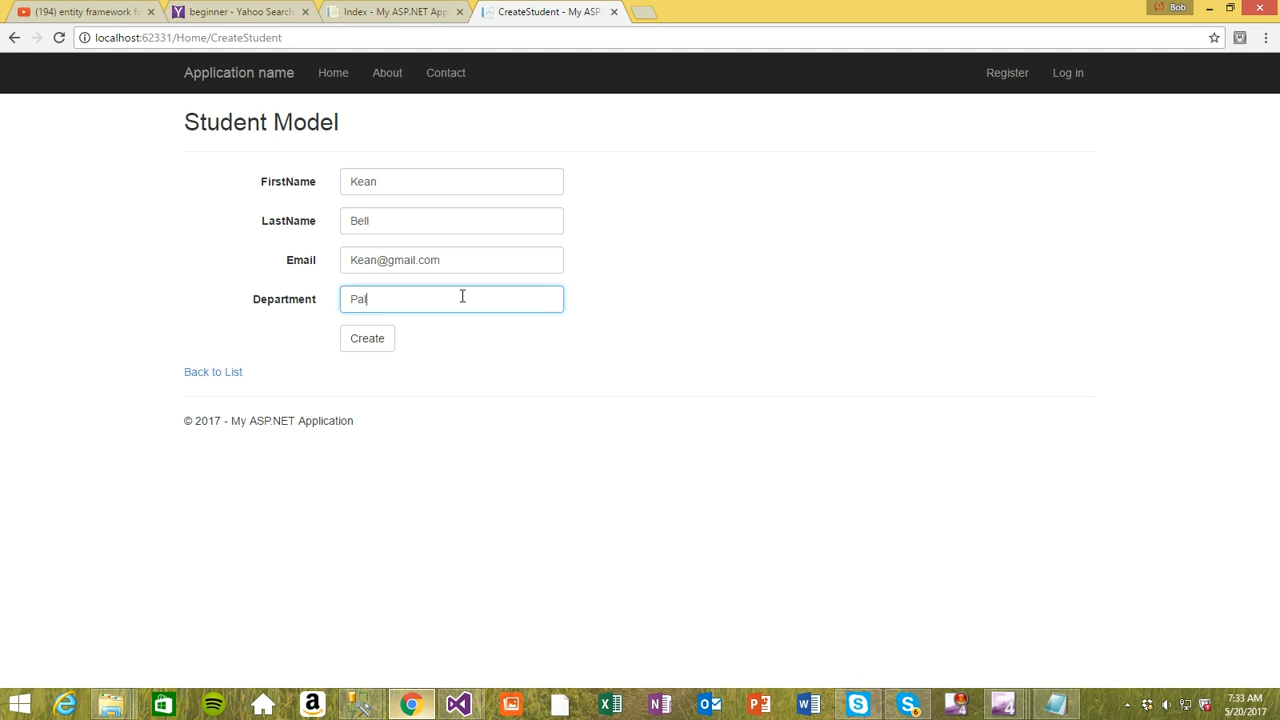 (194) entity framework fo
beginner - Yahoo Search
Index - My ASP.NET App
CreateStudent - My ASP.
Bob
localhost:62331/Home/CreateStudent
Application name Home About Contact Register Log in
Student Model
FirstName Kean
LastName Bell
Email Kean@gmail.com
Department Pal
Create
Back to List
© 2017 - My ASP.NET Application
7:33 AM
5/20/2017